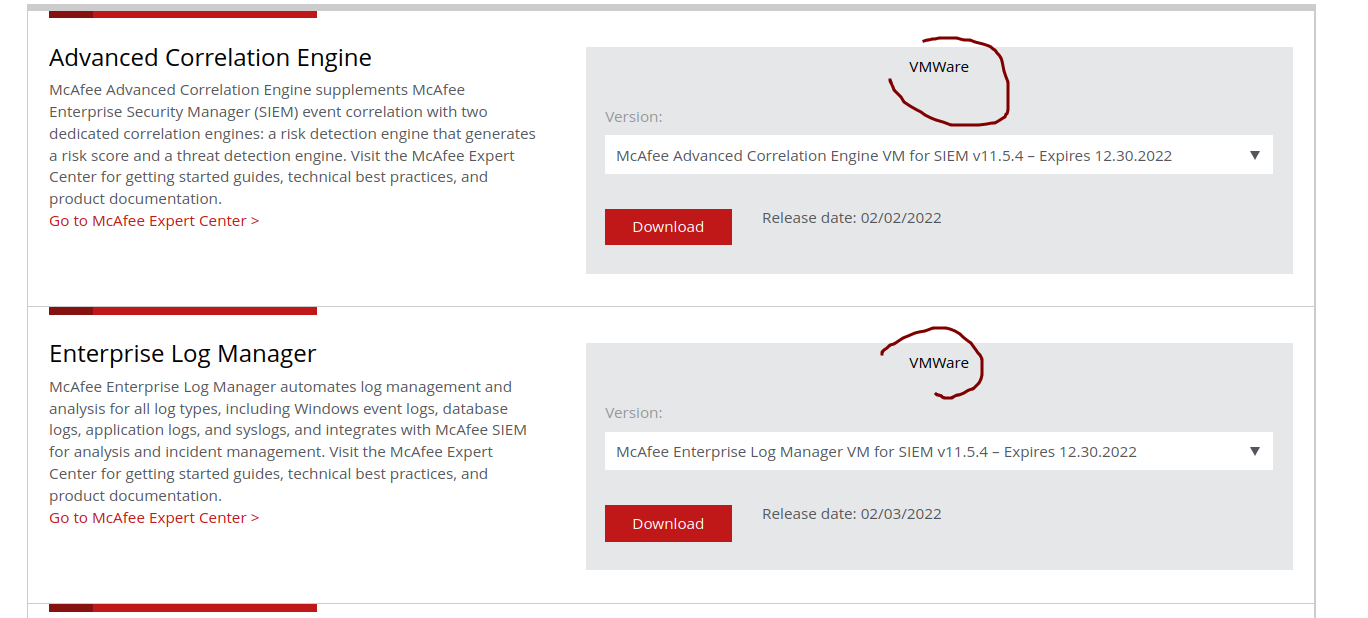 Advanced Correlation Engine
McAfee Advanced Correlation Engine supplements McAfee
Enterprise Security Manager (SIEM) event correlation with two
dedicated correlation engines: a risk detection engine that generates
a risk score and a threat detection engine. Visit the McAfee Expert
Center for getting started guides, technical best practices, and
product documentation.
Go to McAfee Expert Center >
VMWare
Version:
McAfee Advanced Correlation Engine VM for SIEM v11.5.4 – Expires 12.30.2022
Download
Release date: 02/02/2022
Enterprise Log Manager
McAfee Enterprise Log Manager automates log management and
analysis for all log types, including Windows event logs, database
logs, application logs, and syslogs, and integrates with McAfee SIEM
for analysis and incident management. Visit the McAfee Expert
Center for getting started guides, technical best practices, and
product documentation.
Go to McAfee Expert Center >
VMWare
Version:
McAfee Enterprise Log Manager VM for SIEM v11.5.4 – Expires 12.30.2022
Download
Release date: 02/03/2022